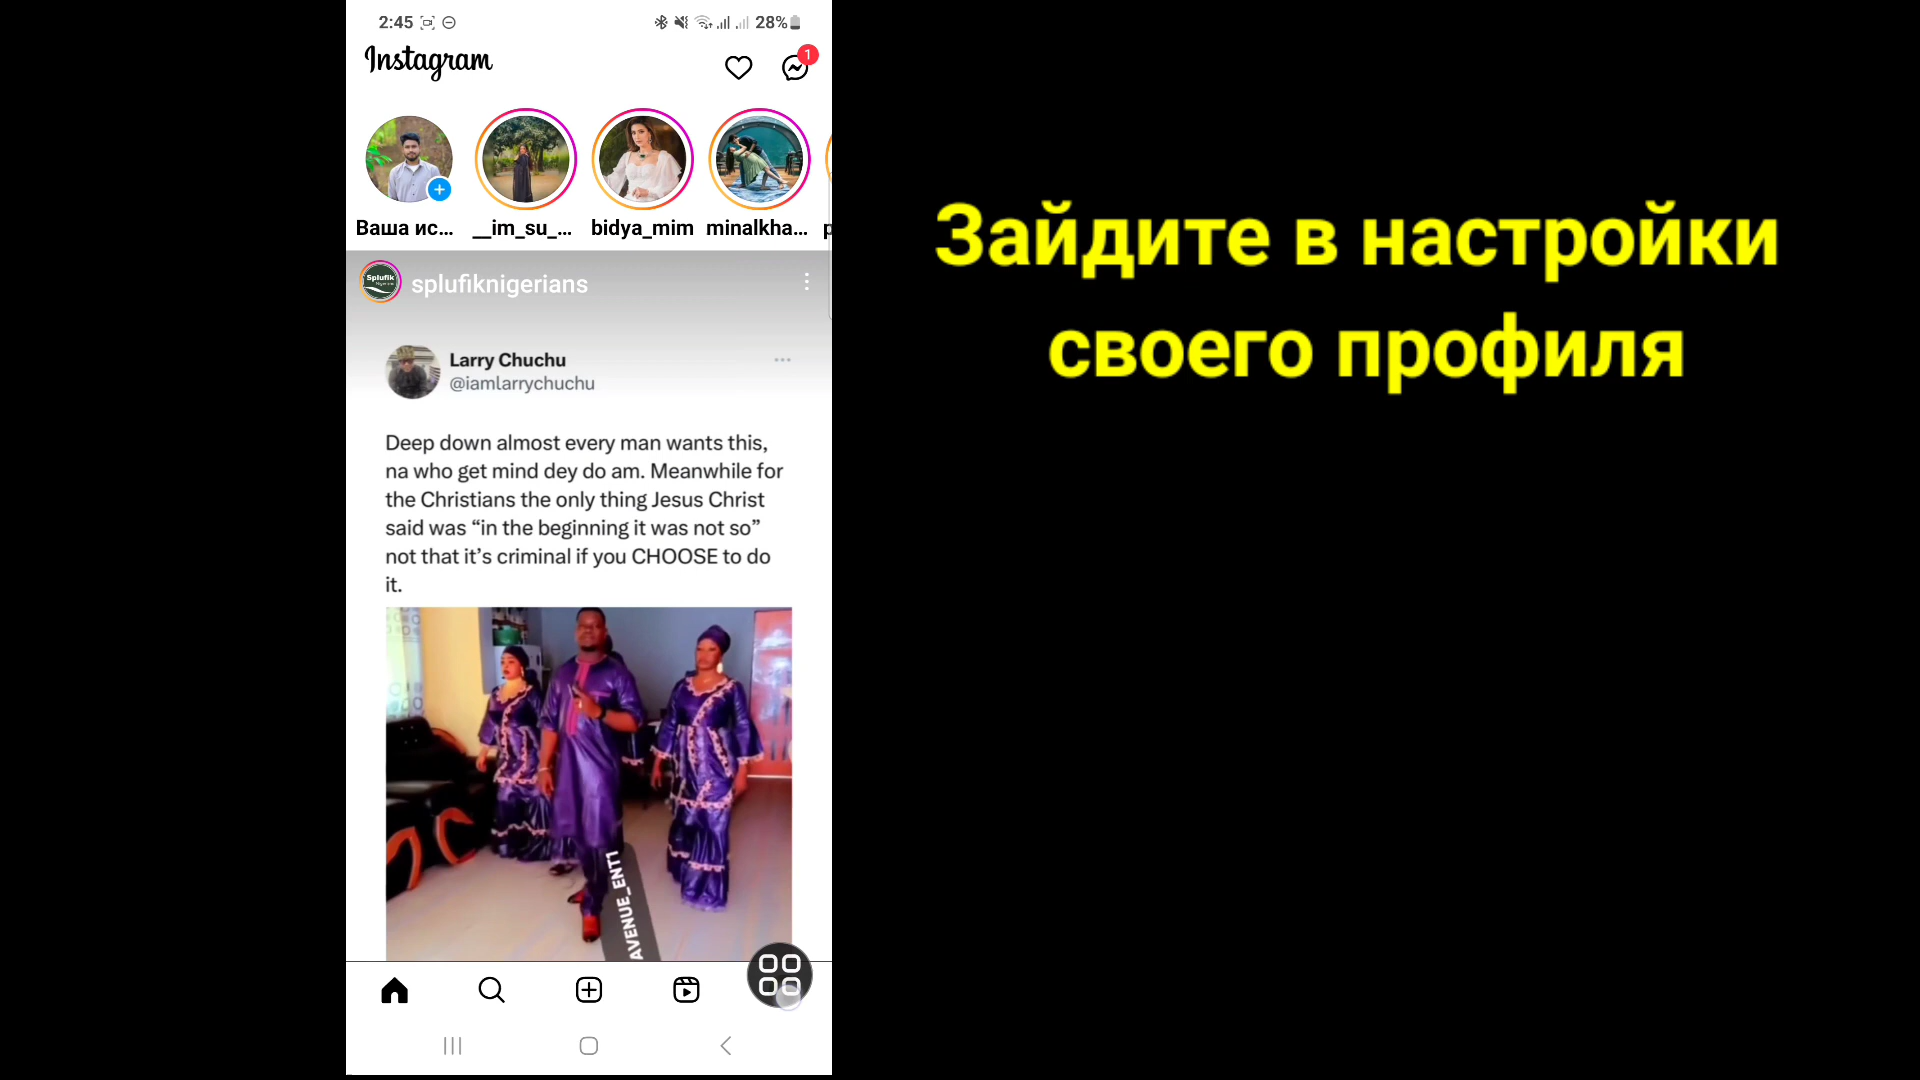 2:45
28%
Instagram
1
Ваша ис...
__im_su_...
bidya_mim
minalkha...
Splufik
splufiknigerians
Larry Chuchu
@iamlarrychuchu
Deep down almost every man wants this,
na who get mind dey do am. Meanwhile for
the Christians the only thing Jesus Christ
said was “in the beginning it was not so”
not that it’s criminal if you CHOOSE to do
it.
AVENUE_ENT1
Зайдите в настройки
своего профиля